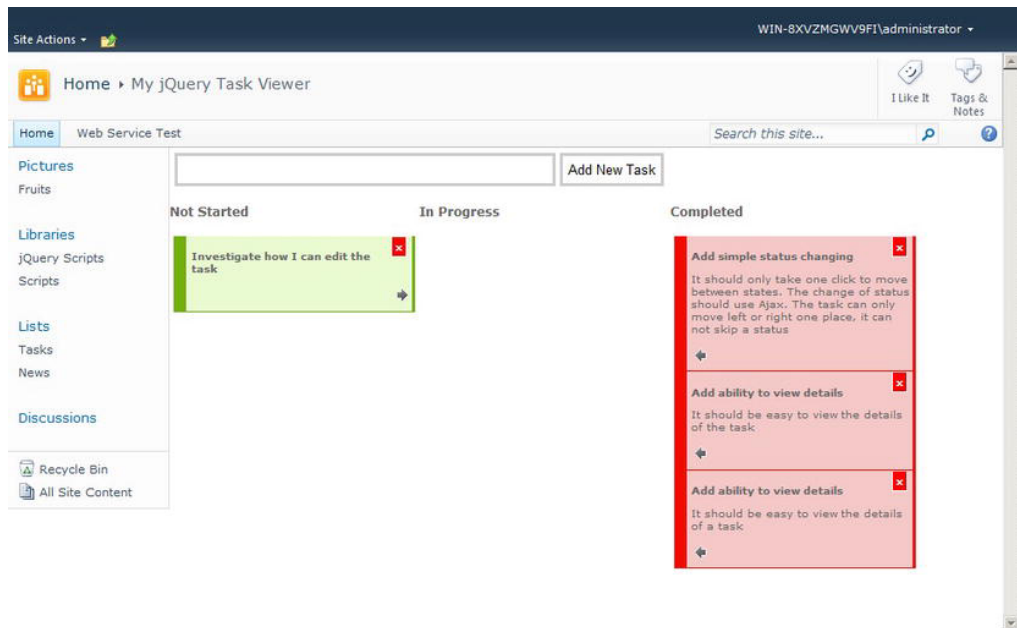 WIN-8XVZMGWV9FI\administrator
Site Actions
Home ▸ My jQuery Task Viewer
I Like It
Tags &
Notes
Home
Web Service Test
Search this site...
Pictures
Fruits
Libraries
jQuery Scripts
Scripts
Lists
Tasks
News
Discussions
Recycle Bin
All Site Content
Add New Task
Not Started
Investigate how I can edit the
task
In Progress
Completed
Add simple status changing
It should only take one click to move
between states. The change of status
should use Ajax. The task can only
move left or right one place, it can
not skip a status
Add ability to view details
It should be easy to view the details
of the task
Add ability to view details
It should be easy to view the details
of a task